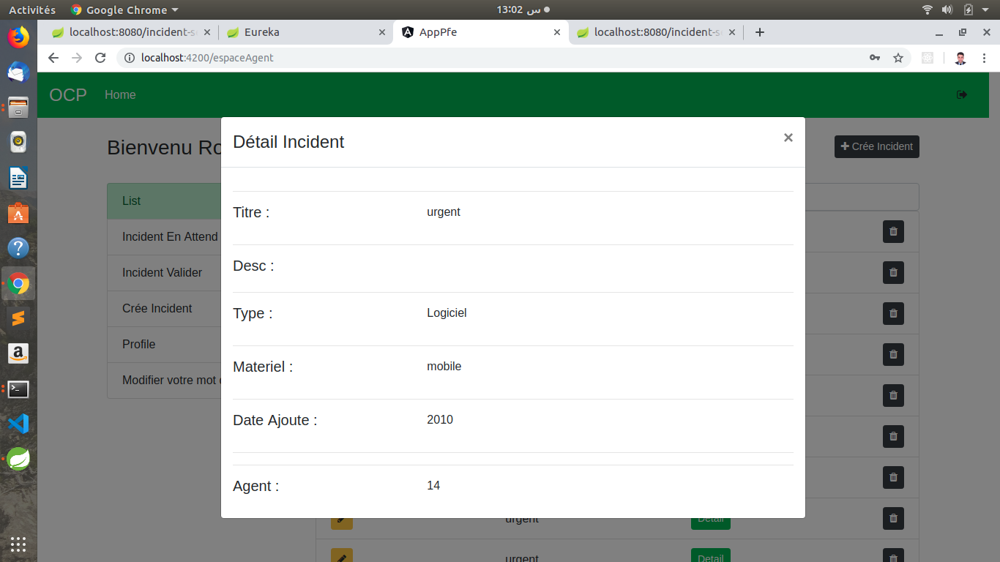 Activités
Google Chrome
13:02 س
localhost:8080/incident-s
Eureka
AppPfe
localhost:8080/incident-s
localhost:4200/espaceAgent
OCP
Home
Bienvenu
Crée Incident
Détail Incident
×
List
Incident En Attend
Incident Valider
Crée Incident
Profile
Modifier votre mot
Titre :
urgent
Desc :
Type :
Logiciel
Materiel :
mobile
Date Ajoute :
2010
Agent :
14
urgent
Detail
urgent
Detail